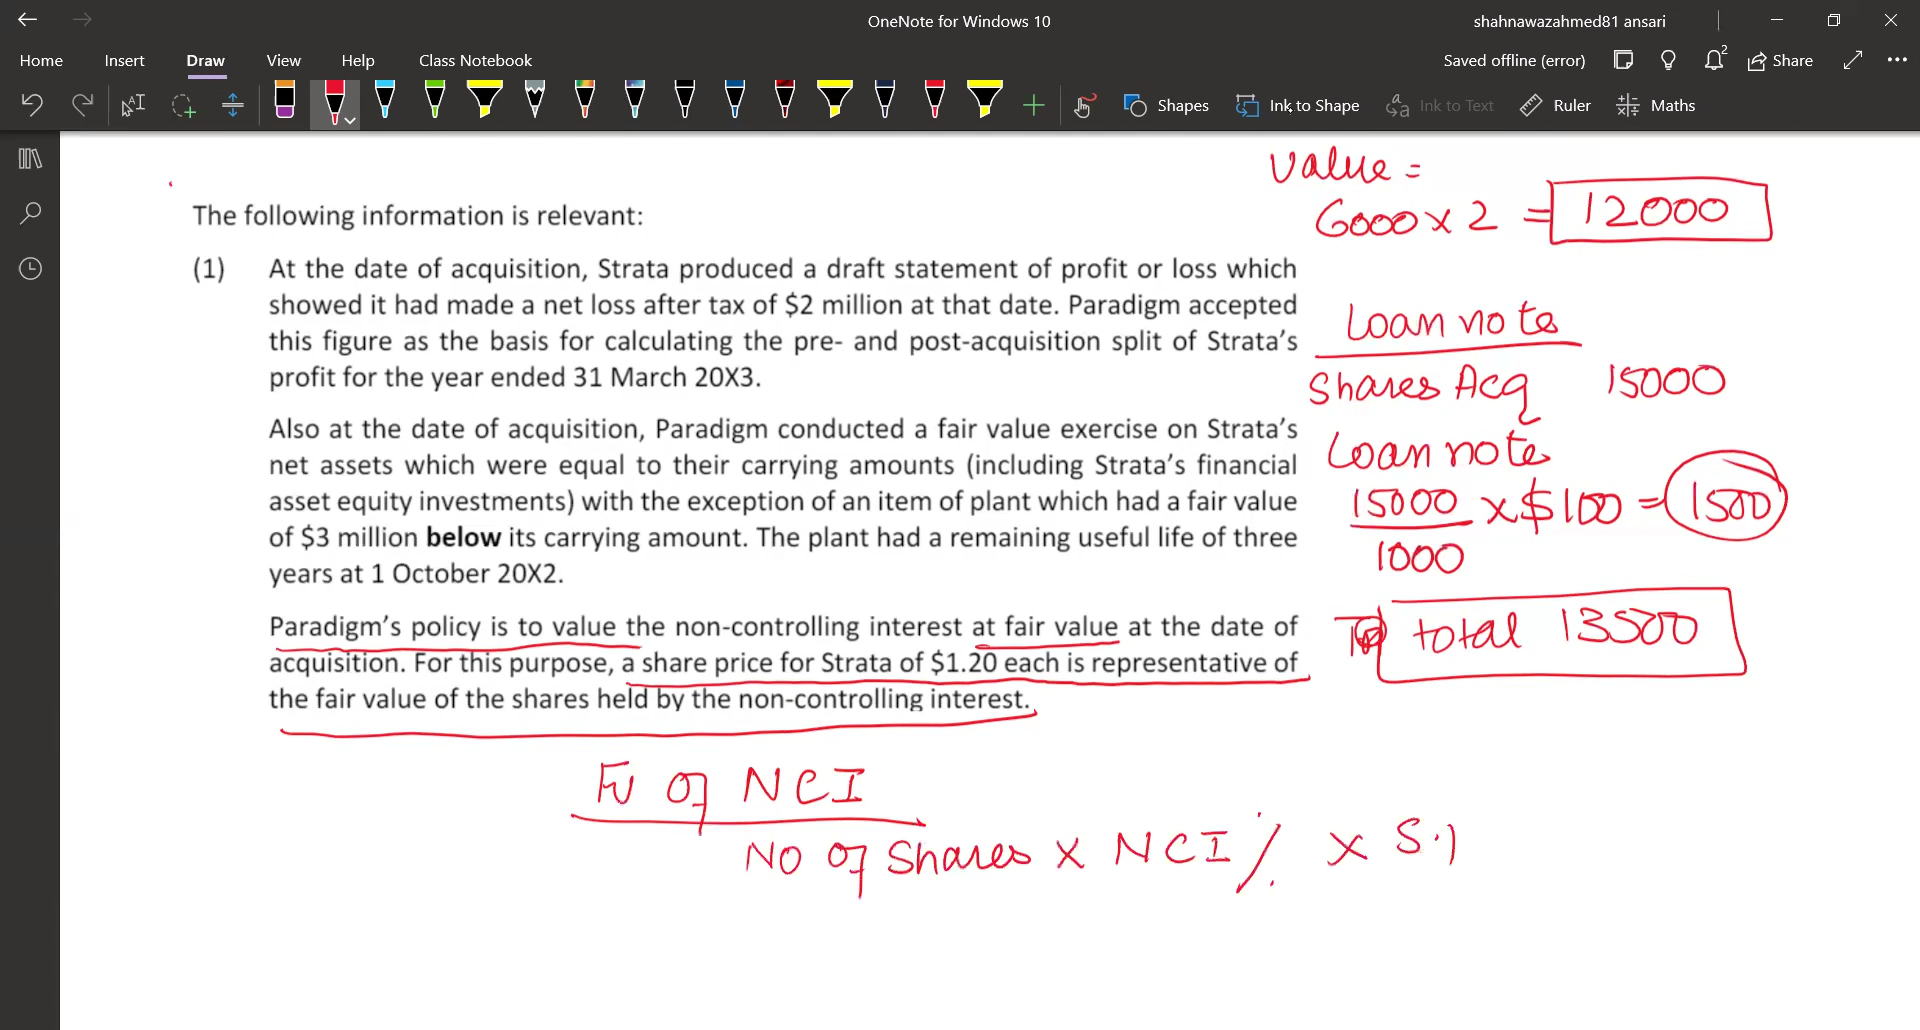 OneNote for Windows 10
shahnawazahmed81 ansari
Home Insert Draw View Help Class Notebook
Saved offline (error) 2 Share
Shapes Ink to Shape Ink to Text Ruler Maths
The following information is relevant:
(1) At the date of acquisition, Strata produced a draft statement of profit or loss which
showed it had made a net loss after tax of $2 million at that date. Paradigm accepted
this figure as the basis for calculating the pre- and post-acquisition split of Strata's
profit for the year ended 31 March 20X3.
Also at the date of acquisition, Paradigm conducted a fair value exercise on Strata's
net assets which were equal to their carrying amounts (including Strata's financial
asset equity investments) with the exception of an item of plant which had a fair value
of $3 million below its carrying amount. The plant had a remaining useful life of three
years at 1 October 20X2.
Paradigm's policy is to value the non-controlling interest at fair value at the date of
acquisition. For this purpose, a share price for Strata of $1.20 each is representative of
the fair value of the shares held by the non-controlling interest.
Value =
6000 x 2 = 12000
Loan note
Shares Acq 15000
Loan note
15000 x $100 = 1500
1000
total 13500
FV of NCI
No of Shares x NCI % x S.